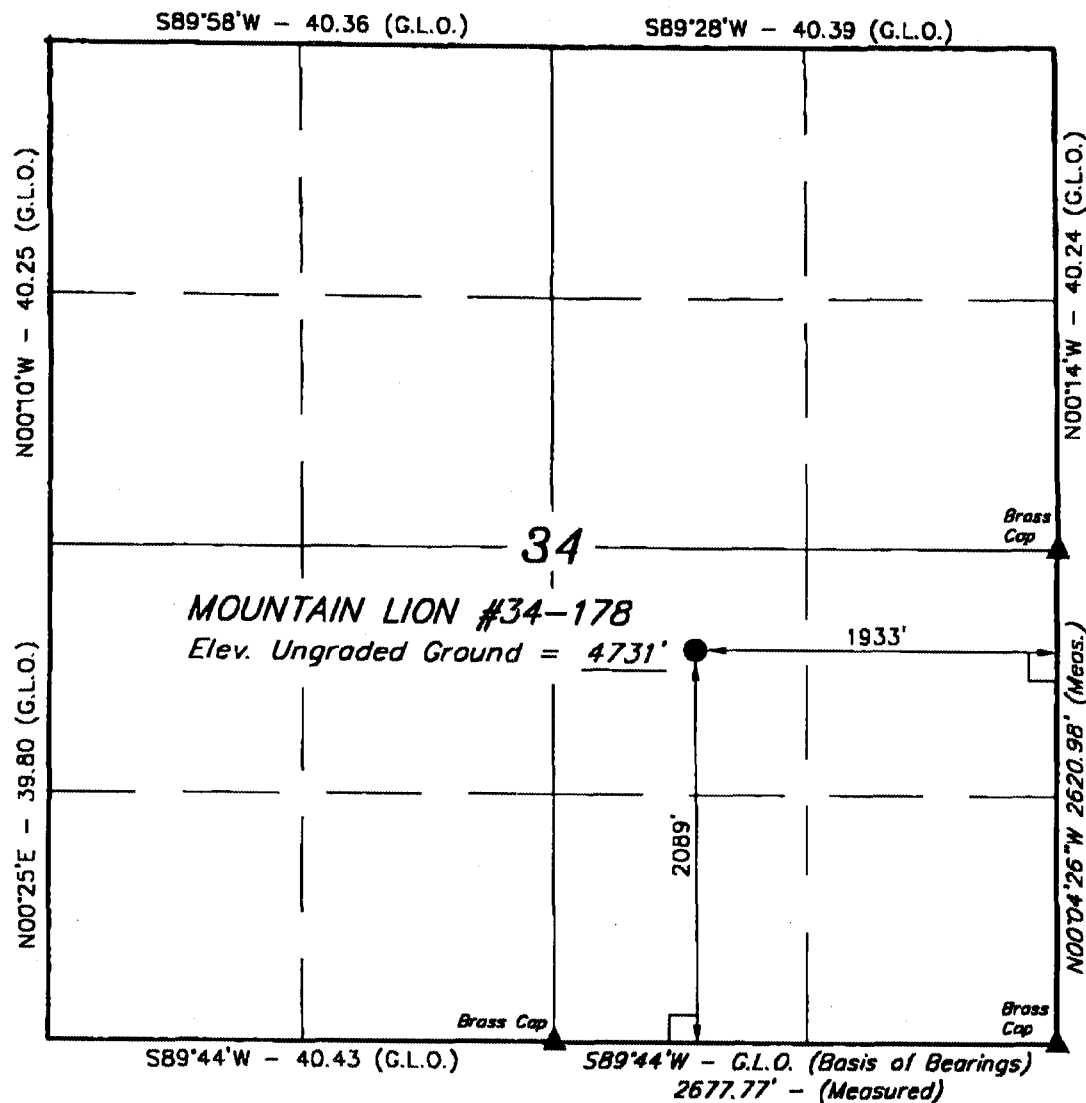 S89°58'W - 40.36 (G.L.O.)
S89°28'W - 40.39 (G.L.O.)
N00°10'W - 40.25 (G.L.O.)
N00°14'W - 40.24 (G.L.O.)
Brass
Cap
34
MOUNTAIN LION #34-178
Elev. Ungraded Ground = 4731'
1933'
N00°25'E - 39.80 (G.L.O.)
N00°04'26"W 2620.98' (Meas.)
2089'
Brass Cap
Brass
Cap
S89°44'W - 40.43 (G.L.O.)
S89°44'W - G.L.O. (Basis of Bearings)
2677.77' - (Measured)